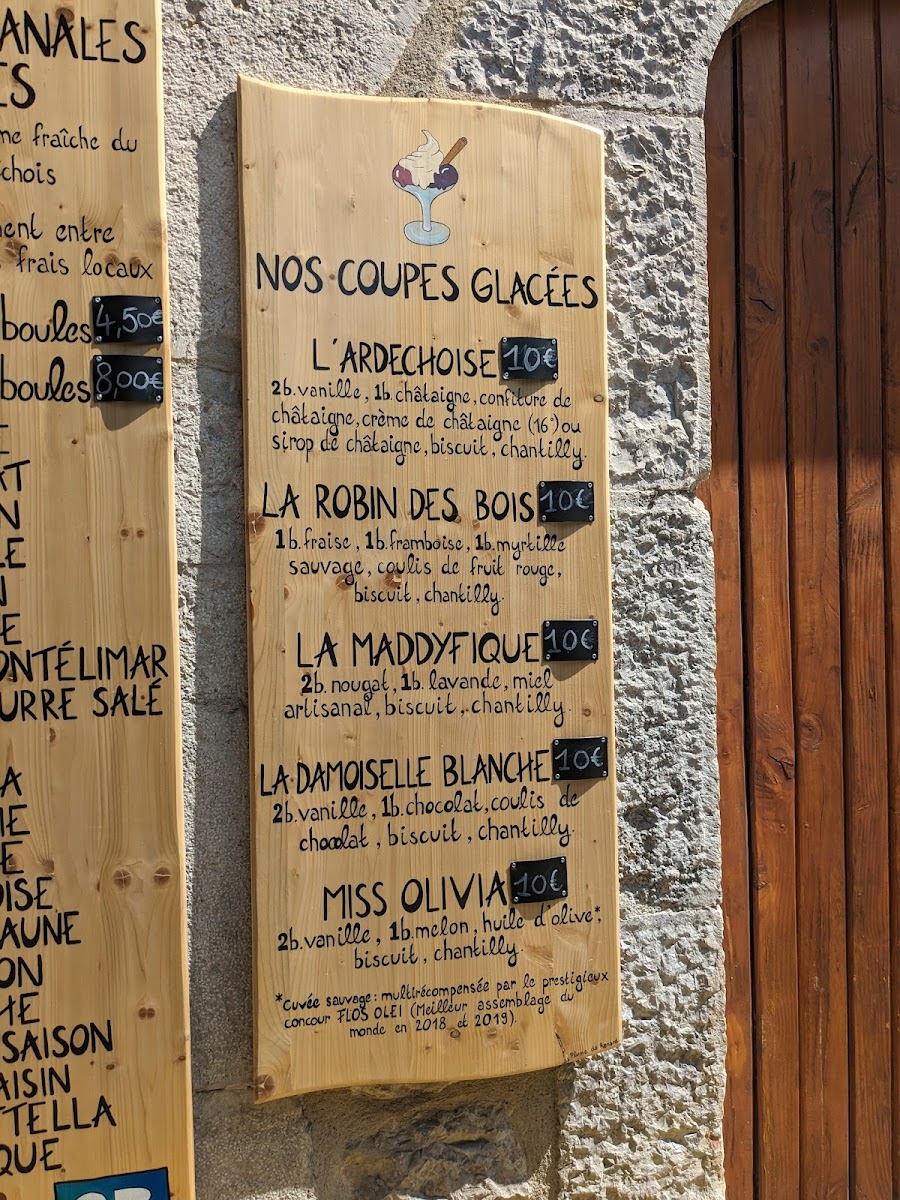 ANALES
ES
me fraîche du
chois
ment entre
frais locaux
boules 4,50€
boules 8,00€
AT
N
LE
N
E
ONTÉLIMAR
URRE SALÉ
A
E
OISE
AUNE
ON
HE
SAISON
AISIN
TTELLA
QUE
NOS COUPES GLACÉES
L'ARDECHOISE 10€
2b.vanille, 1b.châtaigne, confiture de
châtaigne, crème de châtaigne (16°) ou
sirop de châtaigne, biscuit, chantilly.
LA ROBIN DES BOIS 10€
1b.fraise, 1b.framboise, 1b.myrtille
sauvage, coulis de fruit rouge,
biscuit, chantilly.
LA MADDYFIQUE 10€
2b.nougat, 1b.lavande, miel
artisanal, biscuit, chantilly.
LA DAMOISELLE BLANCHE 10€
2b.vanille, 1b.chocolat, coulis de
chocolat, biscuit, chantilly.
MISS OLIVIA 10€
2b.vanille, 1b.melon, huile d'olive*,
biscuit, chantilly.
*Cuvée sauvage: multirécompensée par le prestigieux
concour FLOS OLEI (Meilleur assemblage du
monde en 2018 et 2019).